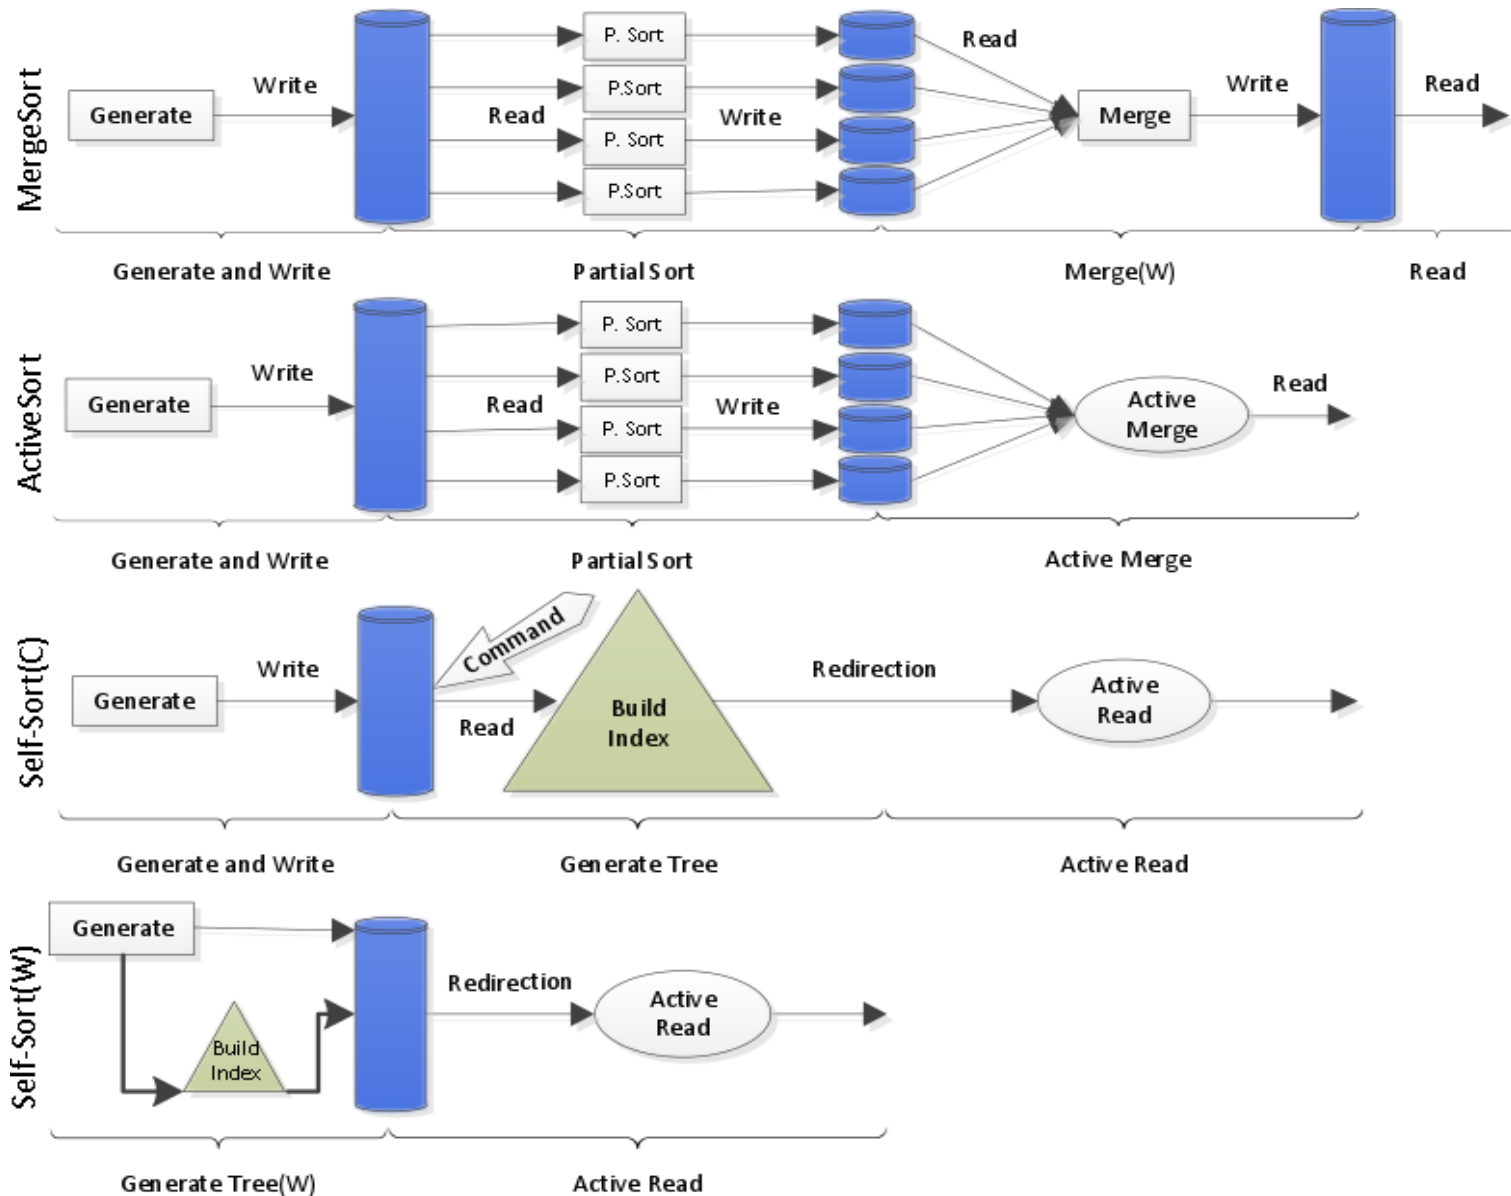 MergeSort
Generate
Write
Read
P. Sort
P.Sort
P. Sort
P.Sort
Write
Read
Merge
Write
Read
Generate and Write
Partial Sort
Merge(W)
Read
ActiveSort
Generate
Write
Read
P. Sort
P.Sort
P. Sort
P.Sort
Write
Active
Merge
Read
Generate and Write
Partial Sort
Active Merge
Self-Sort(C)
Generate
Write
Command
Read
Build
Index
Redirection
Active
Read
Generate and Write
Generate Tree
Active Read
Self-Sort(W)
Generate
Build
Index
Redirection
Active
Read
Generate Tree(W)
Active Read